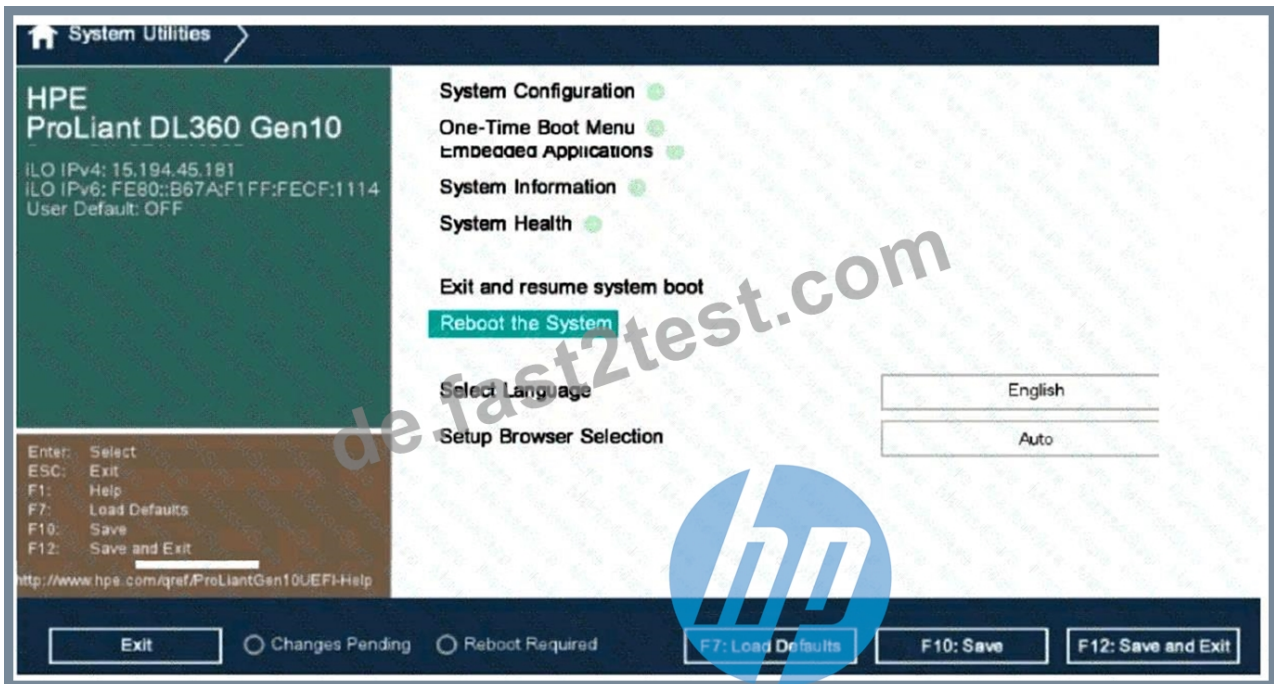 System Utilities
HPE
ProLiant DL360 Gen10
iLO IPv4: 15.194.45.181
iLO IPv6: FE80::B67A:F1FF:FECF:1114
User Default: OFF
Enter: Select
ESC: Exit
F1: Help
F7: Load Defaults
F10: Save
F12: Save and Exit
http://www.hpe.com/qref/ProLiantGen10UEFI-Help
System Configuration
One-Time Boot Menu
Embedded Applications
System Information
System Health
Exit and resume system boot
Reboot the System
Select Language English
Setup Browser Selection Auto
de.fast2test.com
hp
Exit Changes Pending Reboot Required F7: Load Defaults F10: Save F12: Save and Exit